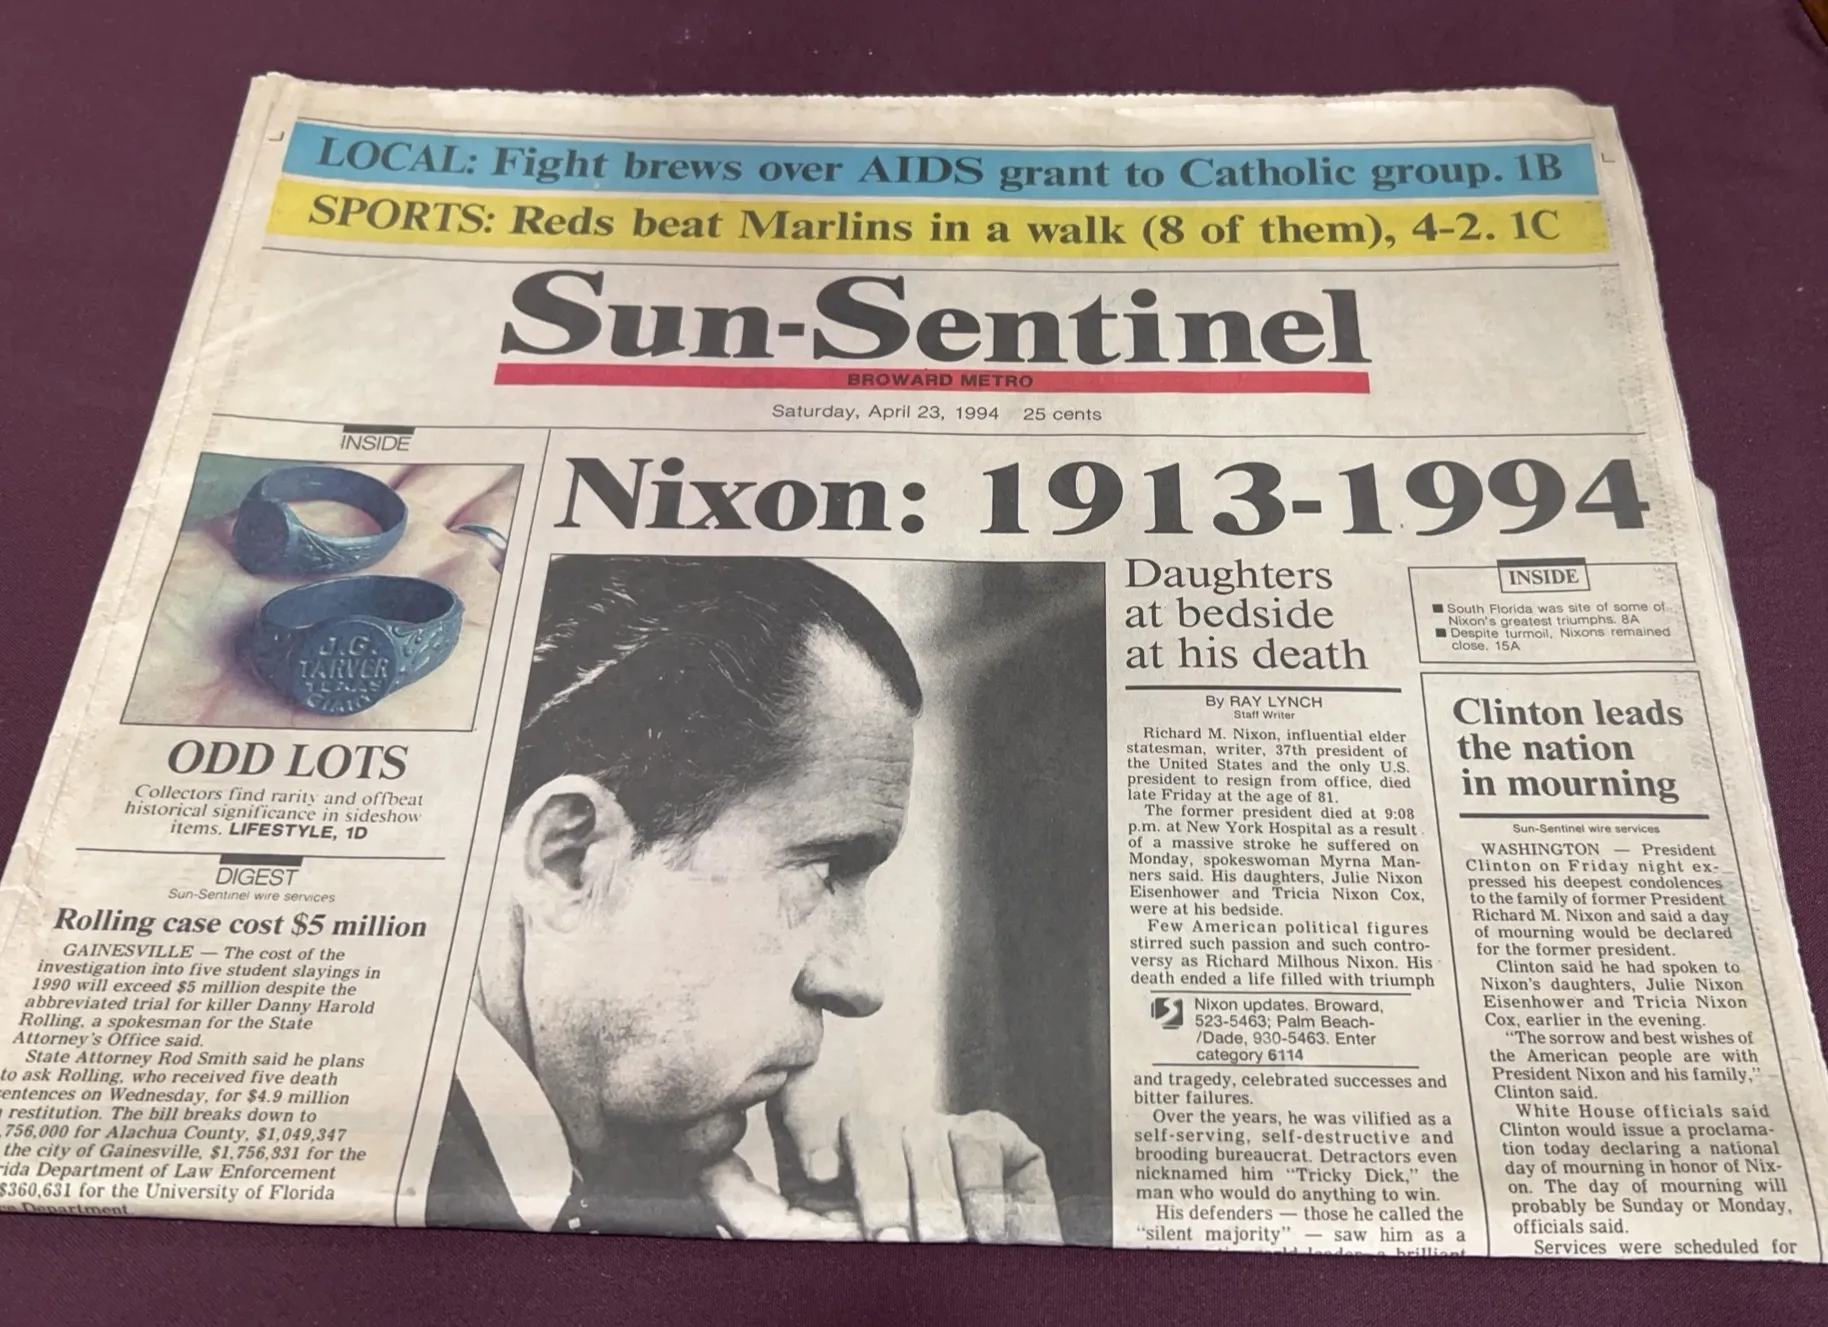 LOCAL: Fight brews over AIDS grant to Catholic group. 1B
SPORTS: Reds beat Marlins in a walk (8 of them), 4-2. 1C
Sun-Sentinel
BROWARD METRO
Saturday, April 23, 1994 25 cents
INSIDE
J.G.
TARVER
TEXAS
GIANT
ODD LOTS
Collectors find rarity and offbeat
historical significance in sideshow
items. LIFESTYLE, 1D
DIGEST
Sun-Sentinel wire services
Rolling case cost $5 million
GAINESVILLE — The cost of the
investigation into five student slayings in
1990 will exceed $5 million despite the
abbreviated trial for killer Danny Harold
Rolling, a spokesman for the State
Attorney's Office said.
State Attorney Rod Smith said he plans
to ask Rolling, who received five death
sentences on Wednesday, for $4.9 million
restitution. The bill breaks down to
756,000 for Alachua County, $1,049,347
the city of Gainesville, $1,756,931 for the
rida Department of Law Enforcement
$360,631 for the University of Florida
Department.
Nixon: 1913-1994
Daughters
at bedside
at his death
By RAY LYNCH
Staff Writer
Richard M. Nixon, influential elder
statesman, writer, 37th president of
the United States and the only U.S.
president to resign from office, died
late Friday at the age of 81.
The former president died at 9:08
p.m. at New York Hospital as a result
of a massive stroke he suffered on
Monday, spokeswoman Myrna Man-
ners said. His daughters, Julie Nixon
Eisenhower and Tricia Nixon Cox,
were at his bedside.
Few American political figures
stirred such passion and such contro-
versy as Richard Milhous Nixon. His
death ended a life filled with triumph
Nixon updates. Broward,
523-5463; Palm Beach-
/Dade, 930-5463. Enter
category 6114
and tragedy, celebrated successes and
bitter failures.
Over the years, he was vilified as a
self-serving, self-destructive and
brooding bureaucrat. Detractors even
nicknamed him "Tricky Dick," the
man who would do anything to win.
His defenders — those he called the
"silent majority" — saw him as a
brilliant
INSIDE
■ South Florida was site of some of
Nixon's greatest triumphs. 8A
■ Despite turmoil, Nixons remained
close. 15A
Clinton leads
the nation
in mourning
Sun-Sentinel wire services
WASHINGTON — President
Clinton on Friday night ex-
pressed his deepest condolences
to the family of former President
Richard M. Nixon and said a day
of mourning would be declared
for the former president.
Clinton said he had spoken to
Nixon's daughters, Julie Nixon
Eisenhower and Tricia Nixon
Cox, earlier in the evening.
"The sorrow and best wishes of
the American people are with
President Nixon and his family,"
Clinton said.
White House officials said
Clinton would issue a proclama-
tion today declaring a national
day of mourning in honor of Nix-
on. The day of mourning will
probably be Sunday or Monday,
officials said.
Services were scheduled for